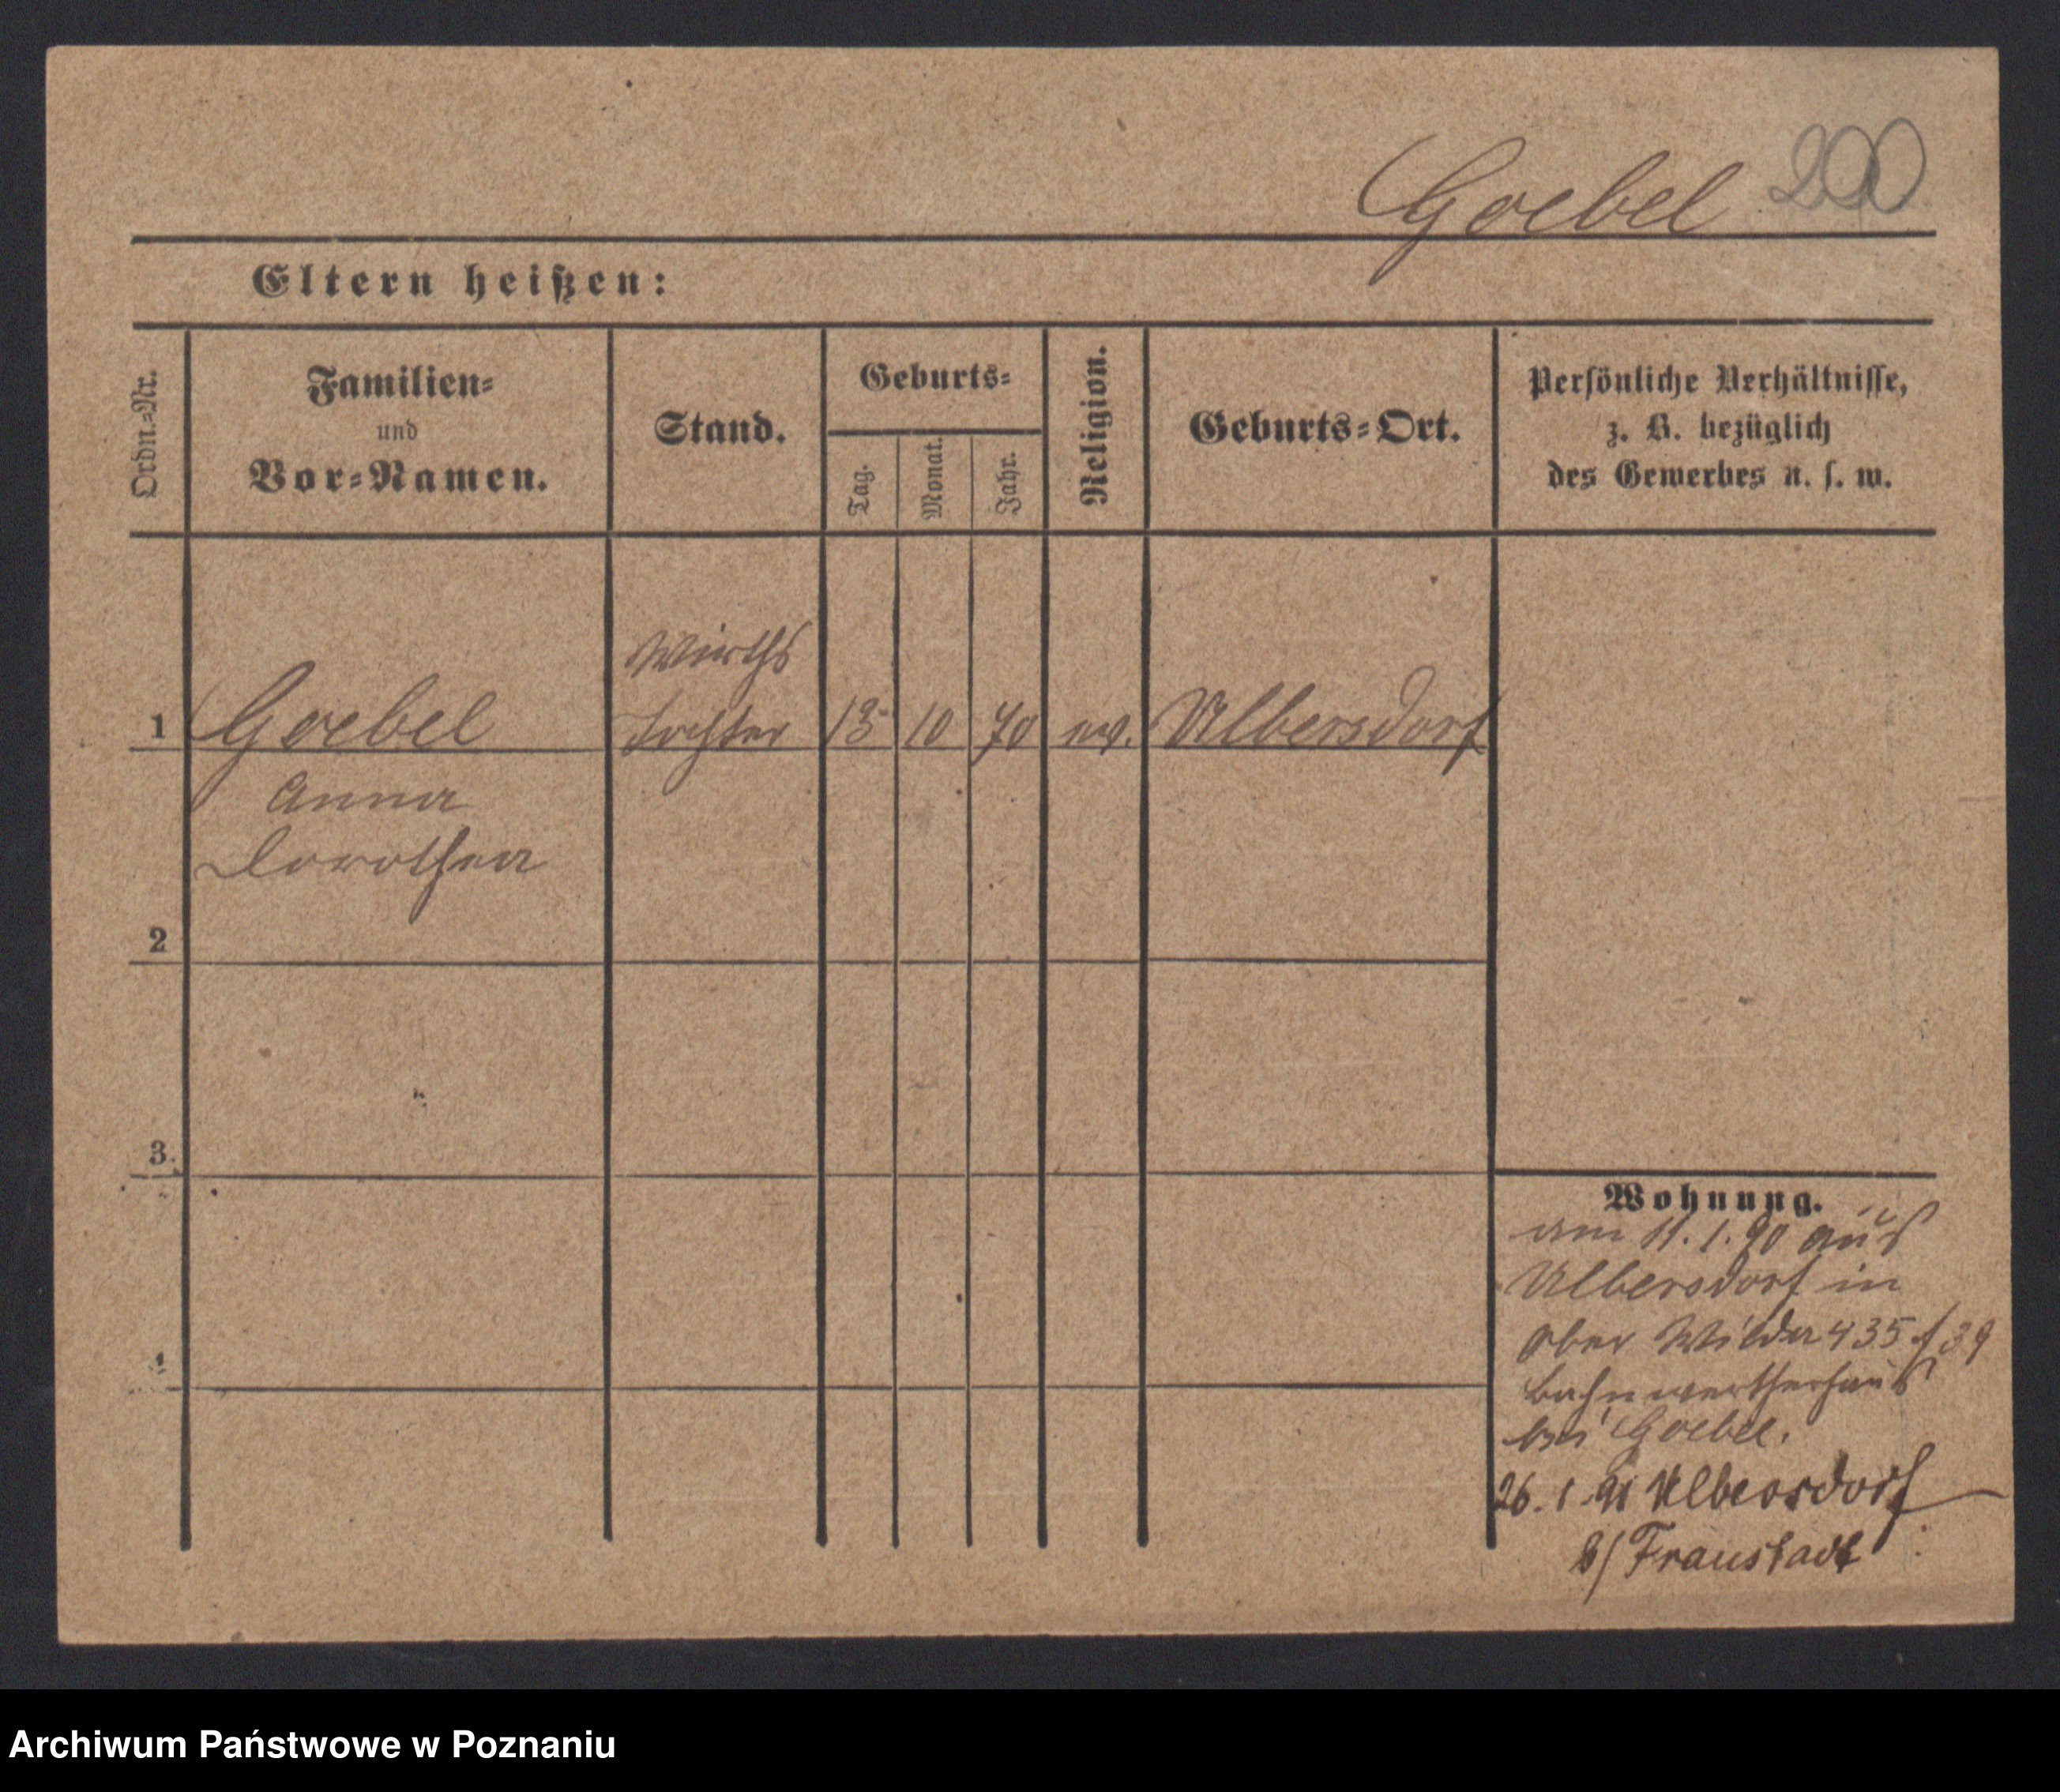 Goebel 200
Eltern heißen:
Ordn.-Nr.
Familien-
und
Vor-Namen.
Stand.
Geburts-
Tag.
Monat.
Jahr.
Religion.
Geburts-Ort.
Persönliche Verhältnisse,
z. B. bezüglich
des Gewerbes u. s. w.
Wirths
1 Goebel Tochter 13 10 70 ev. Ulbersdorf
Anna
Dorothea
2
3.
4
Wohnung.
am 11.1.90 aus
Ulbersdorf in
Ober Wilda 435 39
Bahnwärterhaus
bei Goebel.
26.1.91 Ulbersdorf
b/ Fraustadt
Archiwum Państwowe w Poznaniu